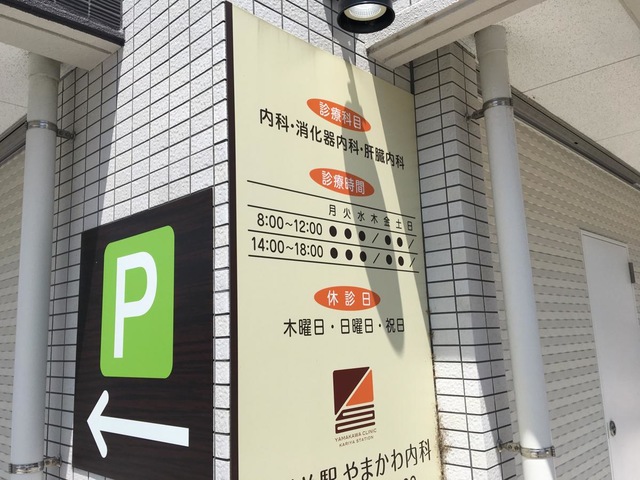 診療科目
内科・消化器内科・肝臓内科
診療時間
月 火 水 木 金 土 日
8:00~12:00 ● ● ● / ● ● /
14:00~18:00 ● ● ● / ● ● /
休診日
木曜日・日曜日・祝日
YAMAKAWA CLINIC
KARIYA STATION
駅 やまかわ内科
P